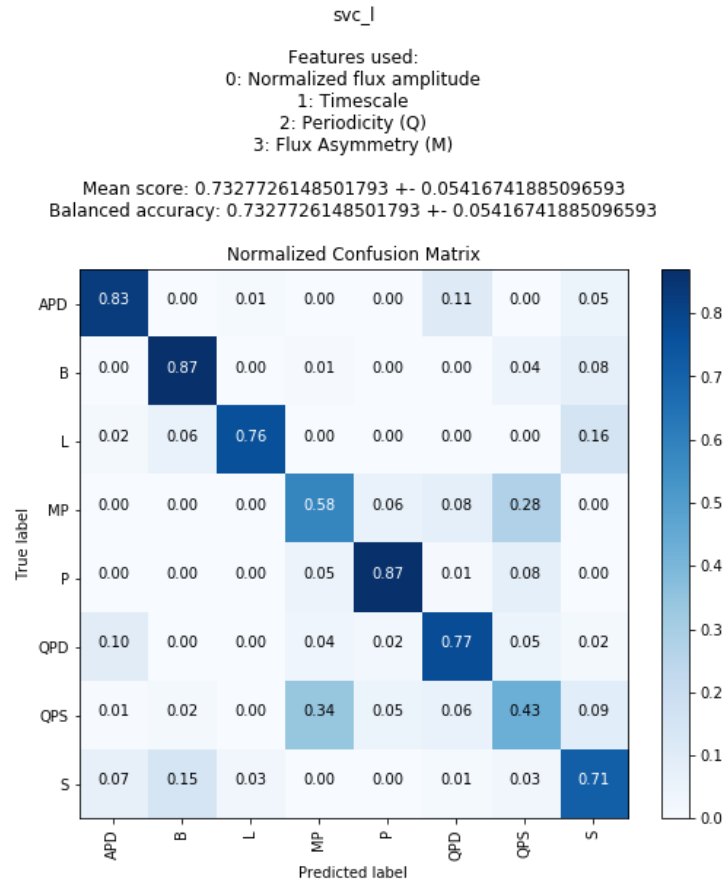 svc_l
Features used:
0: Normalized flux amplitude
1: Timescale
2: Periodicity (Q)
3: Flux Asymmetry (M)
Mean score: 0.7327726148501793 +- 0.05416741885096593
Balanced accuracy: 0.7327726148501793 +- 0.05416741885096593
Normalized Confusion Matrix
APD 0.83 0.00 0.01 0.00 0.00 0.11 0.00 0.05
B 0.00 0.87 0.00 0.01 0.00 0.00 0.04 0.08
L 0.02 0.06 0.76 0.00 0.00 0.00 0.00 0.16
MP 0.00 0.00 0.00 0.58 0.06 0.08 0.28 0.00
P 0.00 0.00 0.00 0.05 0.87 0.01 0.08 0.00
QPD 0.10 0.00 0.00 0.04 0.02 0.77 0.05 0.02
QPS 0.01 0.02 0.00 0.34 0.05 0.06 0.43 0.09
S 0.07 0.15 0.03 0.00 0.00 0.01 0.03 0.71
APD B L MP P QPD QPS S
Predicted label
True label
0.8
0.7
0.6
0.5
0.4
0.3
0.2
0.1
0.0